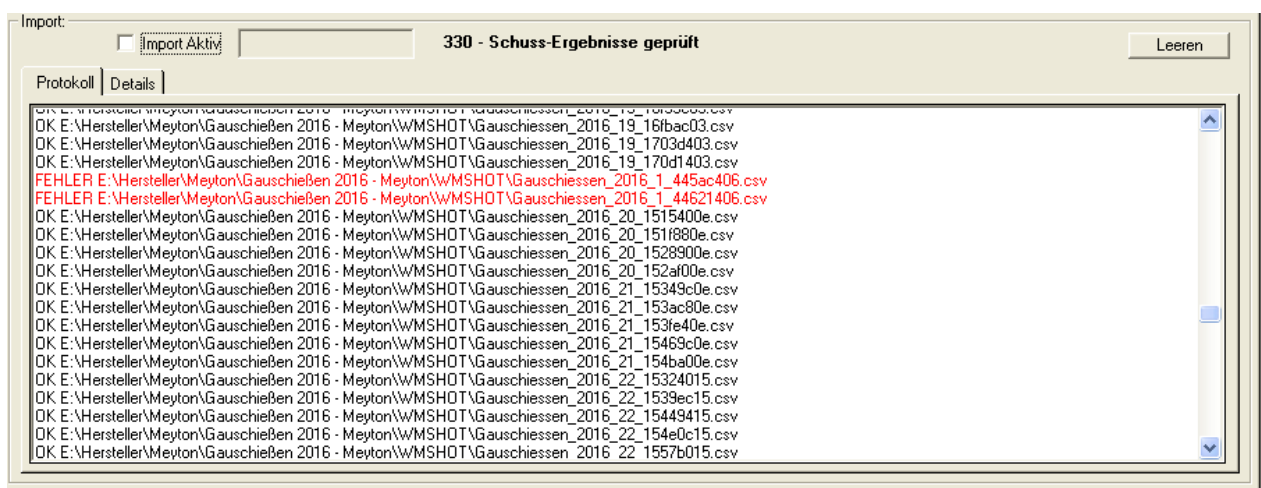 Import:
Import Aktiv
330 - Schuss-Ergebnisse geprüft
Leeren
Protokoll
Details
OK E:\Hersteller\Meyton\Gauschießen 2016 - Meyton\WMSHOT\Gauschiessen_2016_19_16fbac03.csv
OK E:\Hersteller\Meyton\Gauschießen 2016 - Meyton\WMSHOT\Gauschiessen_2016_19_1703d403.csv
OK E:\Hersteller\Meyton\Gauschießen 2016 - Meyton\WMSHOT\Gauschiessen_2016_19_170d1403.csv
FEHLER E:\Hersteller\Meyton\Gauschießen 2016 - Meyton\WMSHOT\Gauschiessen_2016_1_445ac406.csv
FEHLER E:\Hersteller\Meyton\Gauschießen 2016 - Meyton\WMSHOT\Gauschiessen_2016_1_44621406.csv
OK E:\Hersteller\Meyton\Gauschießen 2016 - Meyton\WMSHOT\Gauschiessen_2016_20_1515400e.csv
OK E:\Hersteller\Meyton\Gauschießen 2016 - Meyton\WMSHOT\Gauschiessen_2016_20_151f880e.csv
OK E:\Hersteller\Meyton\Gauschießen 2016 - Meyton\WMSHOT\Gauschiessen_2016_20_1528900e.csv
OK E:\Hersteller\Meyton\Gauschießen 2016 - Meyton\WMSHOT\Gauschiessen_2016_20_152af00e.csv
OK E:\Hersteller\Meyton\Gauschießen 2016 - Meyton\WMSHOT\Gauschiessen_2016_21_15349c0e.csv
OK E:\Hersteller\Meyton\Gauschießen 2016 - Meyton\WMSHOT\Gauschiessen_2016_21_153ac80e.csv
OK E:\Hersteller\Meyton\Gauschießen 2016 - Meyton\WMSHOT\Gauschiessen_2016_21_153fe40e.csv
OK E:\Hersteller\Meyton\Gauschießen 2016 - Meyton\WMSHOT\Gauschiessen_2016_21_15469c0e.csv
OK E:\Hersteller\Meyton\Gauschießen 2016 - Meyton\WMSHOT\Gauschiessen_2016_21_154ba00e.csv
OK E:\Hersteller\Meyton\Gauschießen 2016 - Meyton\WMSHOT\Gauschiessen_2016_22_15324015.csv
OK E:\Hersteller\Meyton\Gauschießen 2016 - Meyton\WMSHOT\Gauschiessen_2016_22_1539ec15.csv
OK E:\Hersteller\Meyton\Gauschießen 2016 - Meyton\WMSHOT\Gauschiessen_2016_22_15449415.csv
OK E:\Hersteller\Meyton\Gauschießen 2016 - Meyton\WMSHOT\Gauschiessen_2016_22_154e0c15.csv
OK E:\Hersteller\Meyton\Gauschießen 2016 - Meyton\WMSHOT\Gauschiessen_2016_22_1557b015.csv